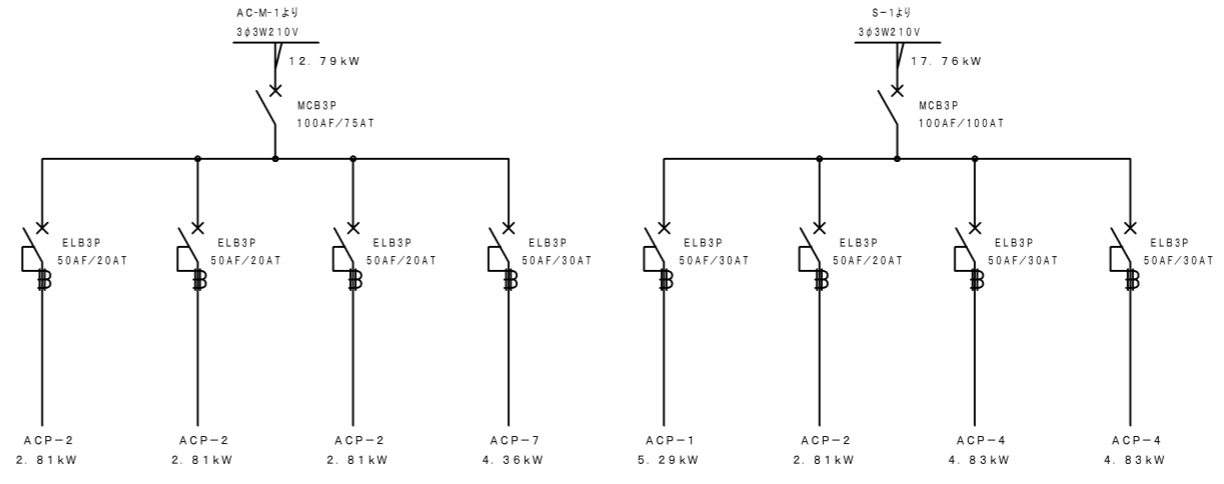 AC-M-1より
3φ3W210V
12.79kW
MCB3P
100AF/75AT
ELB3P
50AF/20AT
ELB3P
50AF/20AT
ELB3P
50AF/20AT
ELB3P
50AF/30AT
ACP-2
2.81kW
ACP-2
2.81kW
ACP-2
2.81kW
ACP-7
4.36kW
S-1より
3φ3W210V
17.76kW
MCB3P
100AF/100AT
ELB3P
50AF/30AT
ELB3P
50AF/20AT
ELB3P
50AF/30AT
ELB3P
50AF/30AT
ACP-1
5.29kW
ACP-2
2.81kW
ACP-4
4.83kW
ACP-4
4.83kW